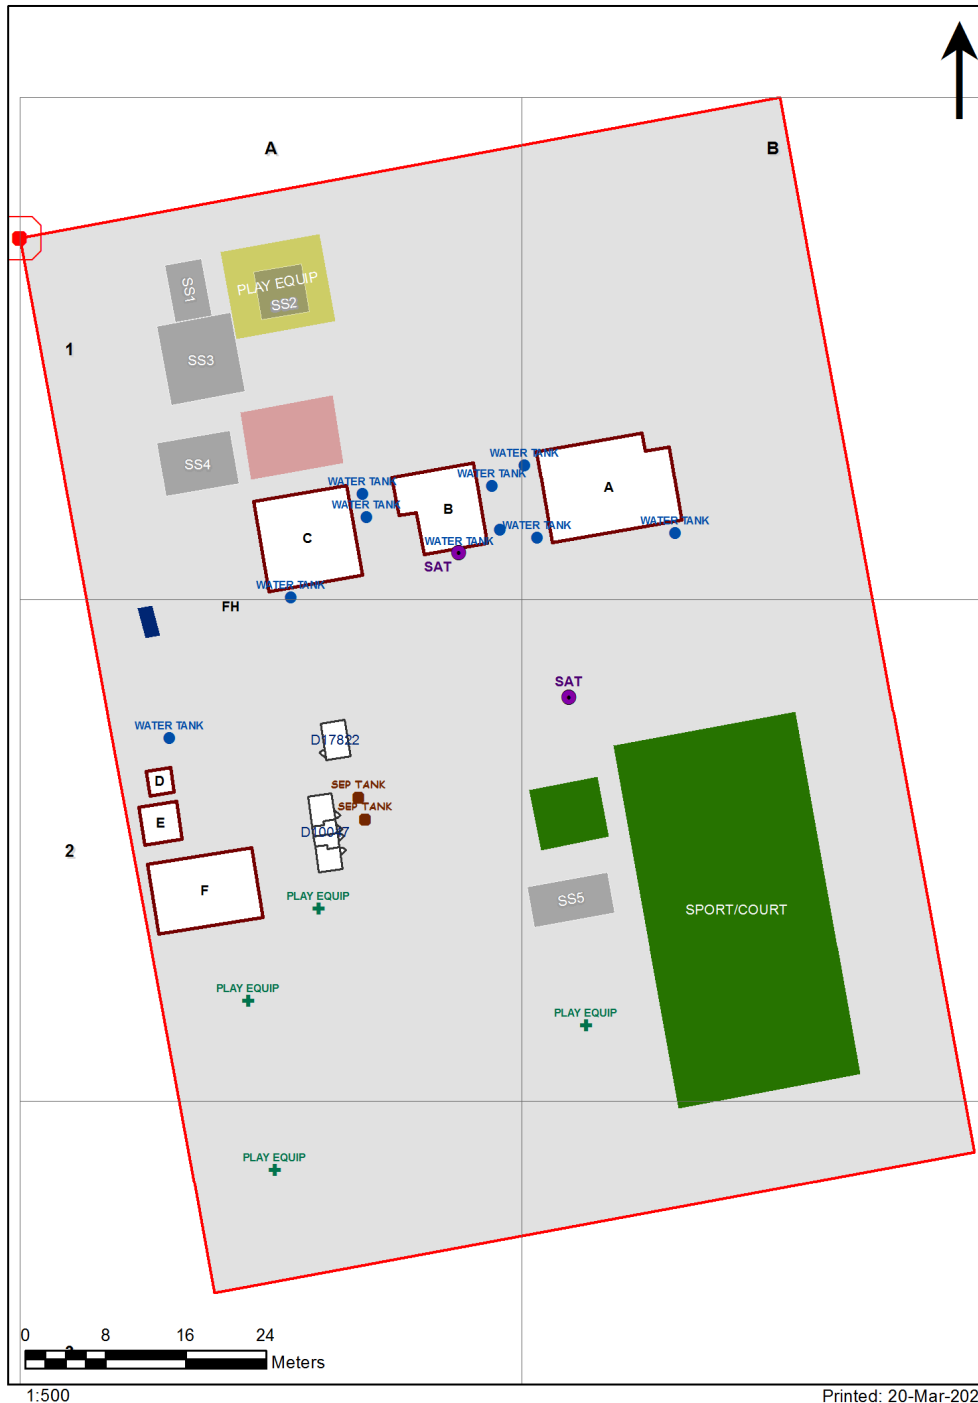 A
B
SS1
PLAY EQUIP
SS2
1
SS3
WATER TANK
SS4
WATER TANK
WATER TANK
A
WATER TANK
B
WATER TANK
WATER TANK
C
WATER TANK
SAT
WATER TANK
FH
SAT
WATER TANK
D17822
D
SEP TANK
SEP TANK
E
2
F
PLAY EQUIP
SS5
SPORT/COURT
PLAY EQUIP
PLAY EQUIP
PLAY EQUIP
0 8 16 24
Meters
1:500
Printed: 20-Mar-202